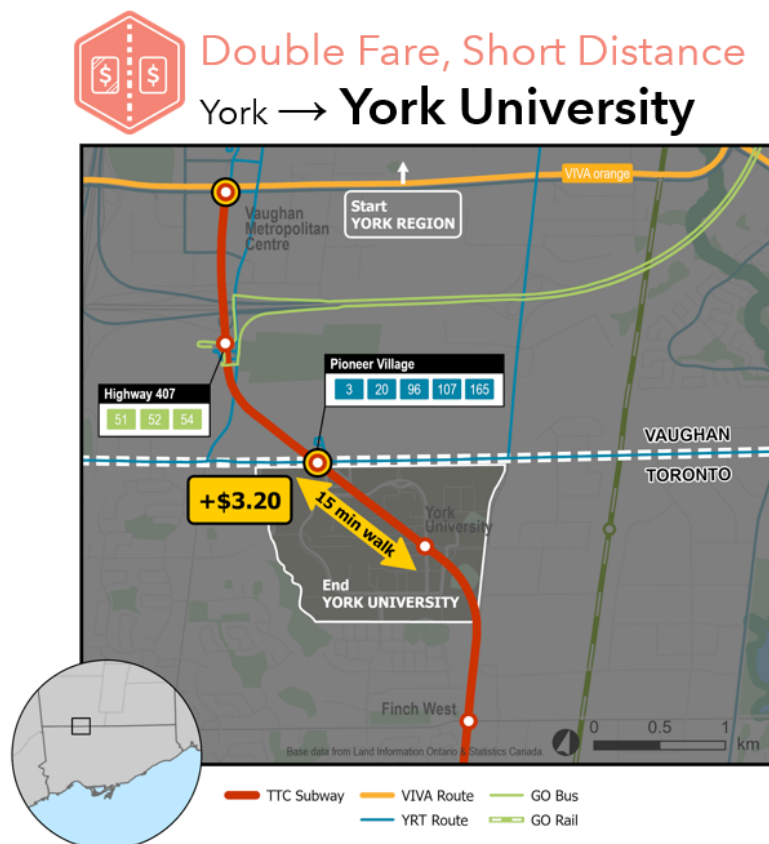 $ $
Double Fare, Short Distance
York → York University
VIVA orange
Start
YORK REGION
Vaughan
Metropolitan
Centre
Pioneer Village
3 20 96 107 165
Highway 407
51 52 54
VAUGHAN
TORONTO
+$3.20
15 min walk
York
University
End
YORK UNIVERSITY
Finch West
0 0.5 1
km
Base data from Land Information Ontario & Statistics Canada.
TTC Subway VIVA Route GO Bus
YRT Route GO Rail